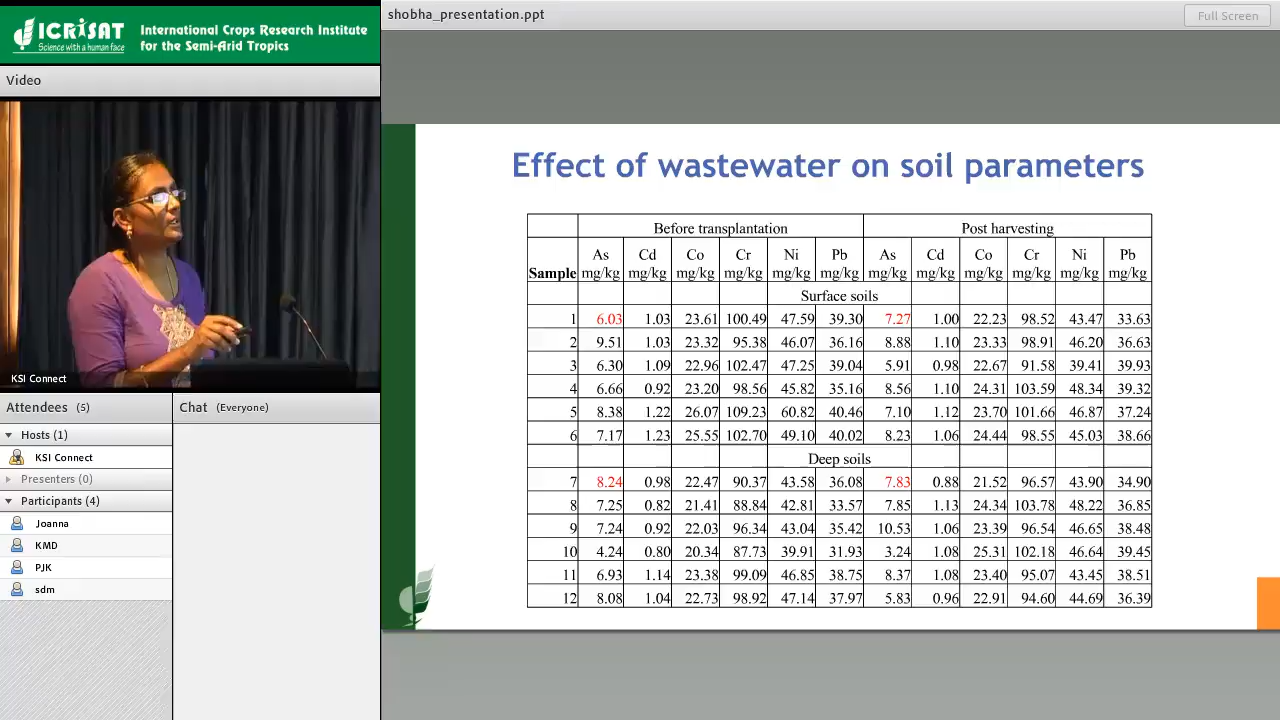 ICRISAT
Science with a human face
International Crops Research Institute
for the Semi-Arid Tropics
shobha_presentation.ppt
Full Screen
Video
KSI Connect
Attendees (5)
Hosts (1)
KSI Connect
Presenters (0)
Participants (4)
Joanna
KMD
PJK
sdm
Chat (Everyone)
Effect of wastewater on soil parameters
Before transplantation Post harvesting
Sample As mg/kg Cd mg/kg Co mg/kg Cr mg/kg Ni mg/kg Pb mg/kg As mg/kg Cd mg/kg Co mg/kg Cr mg/kg Ni mg/kg Pb mg/kg
Surface soils
1 6.03 1.03 23.61 100.49 47.59 39.30 7.27 1.00 22.23 98.52 43.47 33.63
2 9.51 1.03 23.32 95.38 46.07 36.16 8.88 1.10 23.33 98.91 46.20 36.63
3 6.30 1.09 22.96 102.47 47.25 39.04 5.91 0.98 22.67 91.58 39.41 39.93
4 6.66 0.92 23.20 98.56 45.82 35.16 8.56 1.10 24.31 103.59 48.34 39.32
5 8.38 1.22 26.07 109.23 60.82 40.46 7.10 1.12 23.70 101.66 46.87 37.24
6 7.17 1.23 25.55 102.70 49.10 40.02 8.23 1.06 24.44 98.55 45.03 38.66
Deep soils
7 8.24 0.98 22.47 90.37 43.58 36.08 7.83 0.88 21.52 96.57 43.90 34.90
8 7.25 0.82 21.41 88.84 42.81 33.57 7.85 1.13 24.34 103.78 48.22 36.85
9 7.24 0.92 22.03 96.34 43.04 35.42 10.53 1.06 23.39 96.54 46.65 38.48
10 4.24 0.80 20.34 87.73 39.91 31.93 3.24 1.08 25.31 102.18 46.64 39.45
11 6.93 1.14 23.38 99.09 46.85 38.75 8.37 1.08 23.40 95.07 43.45 38.51
12 8.08 1.04 22.73 98.92 47.14 37.97 5.83 0.96 22.91 94.60 44.69 36.39